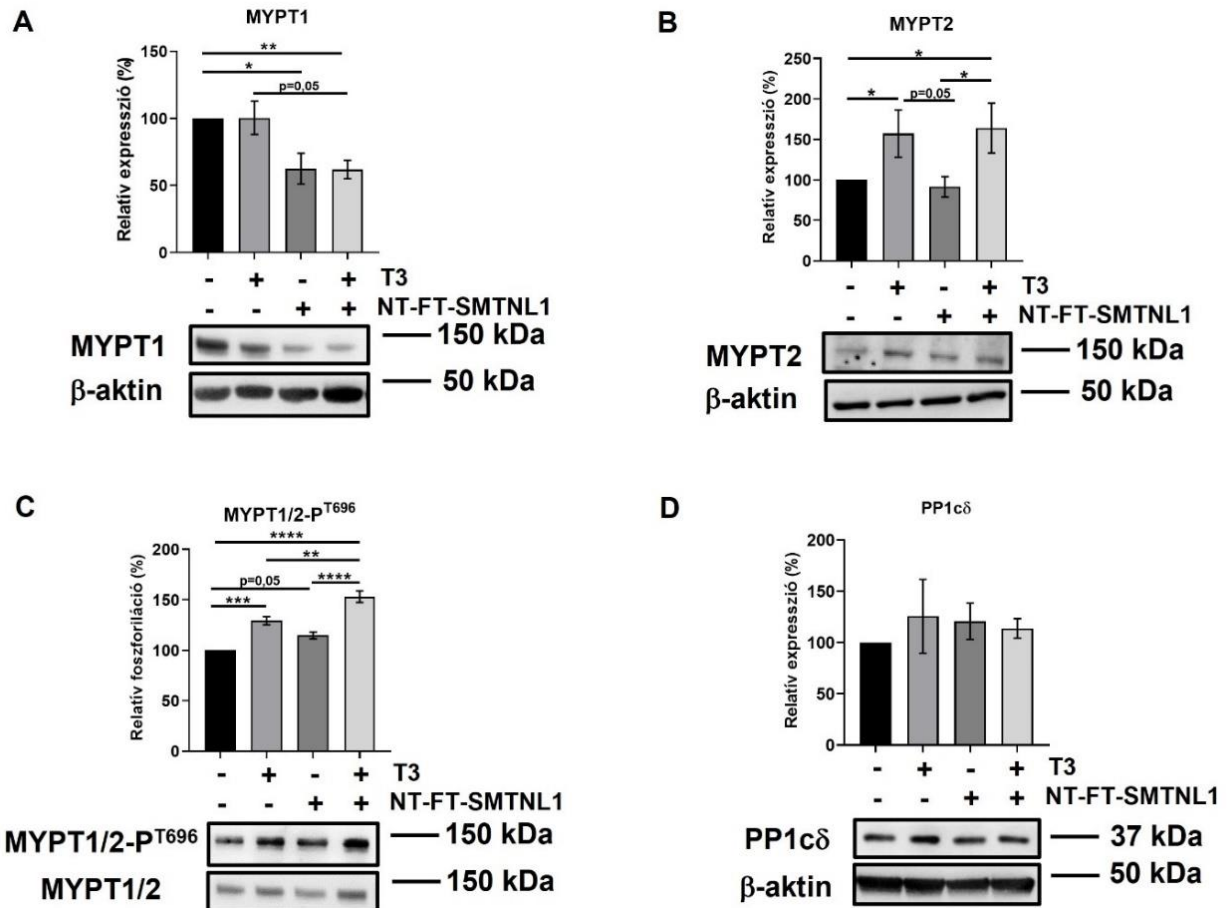 A
MYPT1
Relatív expresszió (%)
150
100
50
0
**
*
p=0,05
- + - + T3
- - + + NT-FT-SMTNL1
MYPT1 150 kDa
β-aktin 50 kDa
B
MYPT2
Relatív expresszió (%)
250
200
150
100
50
0
*
* p=0,05 *
- + - + T3
- - + + NT-FT-SMTNL1
MYPT2 150 kDa
β-aktin 50 kDa
C
MYPT1/2-P^T696
Relatív foszforiláció (%)
200
150
100
50
0
****
**
p=0,05 ****
***
- + - + T3
- - + + NT-FT-SMTNL1
MYPT1/2-P^T696 150 kDa
MYPT1/2 150 kDa
D
PP1cδ
Relatív expresszió (%)
200
150
100
50
0
- + - + T3
- - + + NT-FT-SMTNL1
PP1cδ 37 kDa
β-aktin 50 kDa